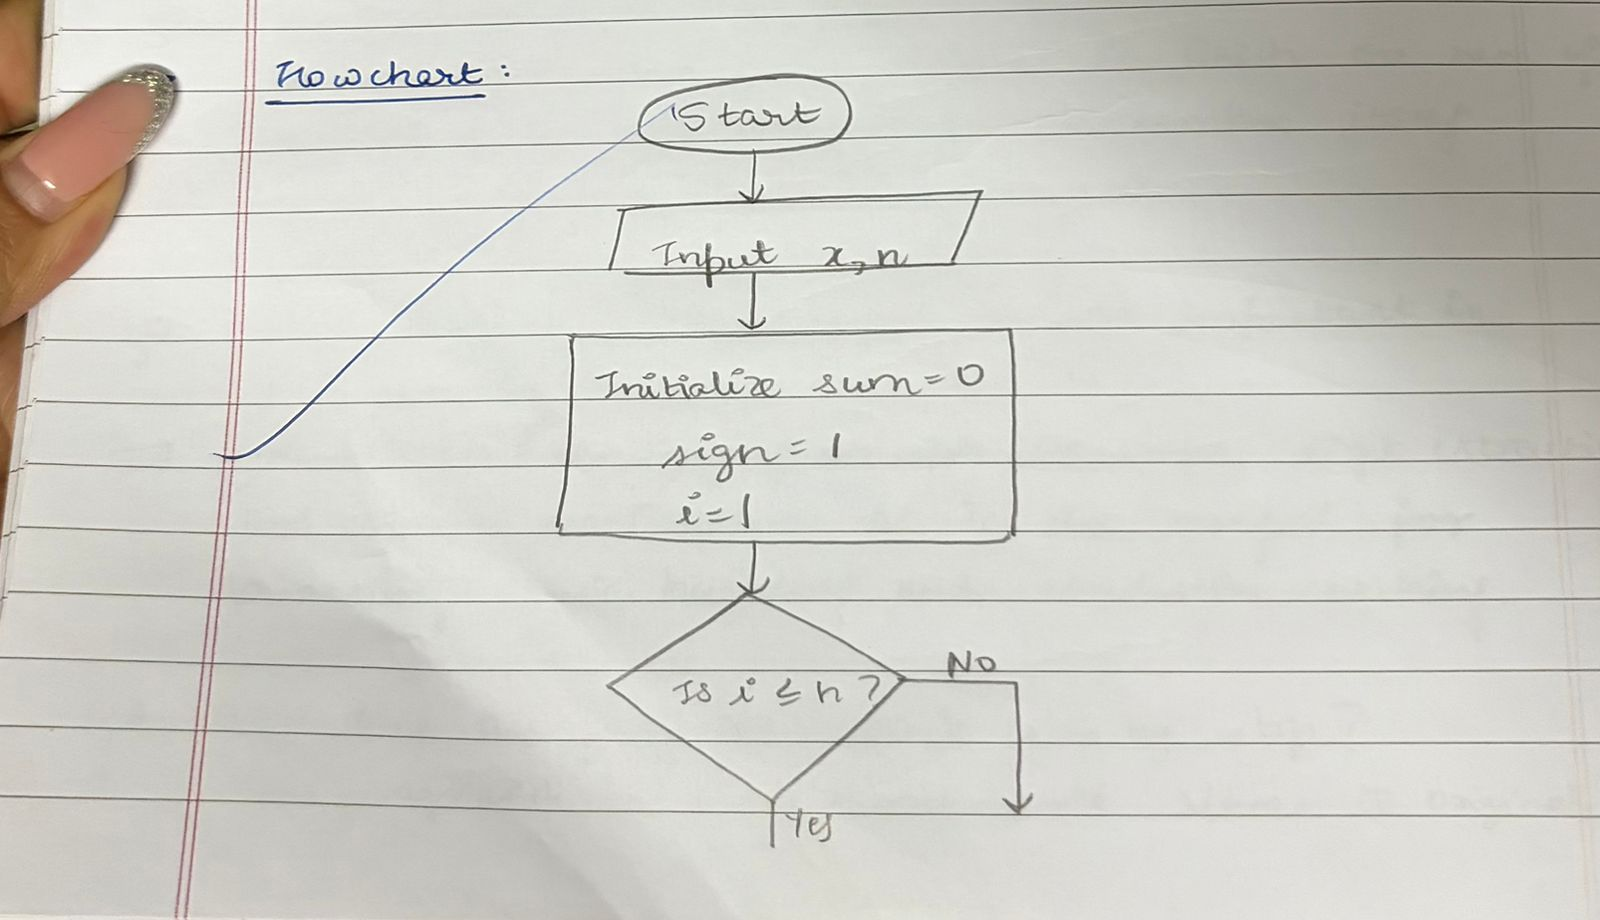 Flowchart:
Start
Input x, n
Initialize sum = 0
sign = 1
i = 1
Is i ≤ n ?
No
Yes